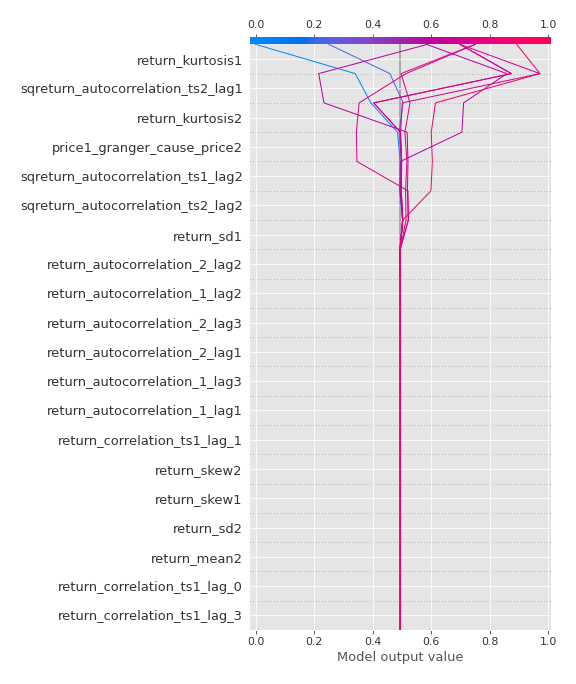 0.0 0.2 0.4 0.6 0.8 1.0
return_kurtosis1
sqreturn_autocorrelation_ts2_lag1
return_kurtosis2
price1_granger_cause_price2
sqreturn_autocorrelation_ts1_lag2
sqreturn_autocorrelation_ts2_lag2
return_sd1
return_autocorrelation_2_lag2
return_autocorrelation_1_lag2
return_autocorrelation_2_lag3
return_autocorrelation_2_lag1
return_autocorrelation_1_lag3
return_autocorrelation_1_lag1
return_correlation_ts1_lag_1
return_skew2
return_skew1
return_sd2
return_mean2
return_correlation_ts1_lag_0
return_correlation_ts1_lag_3
0.0 0.2 0.4 0.6 0.8 1.0
Model output value